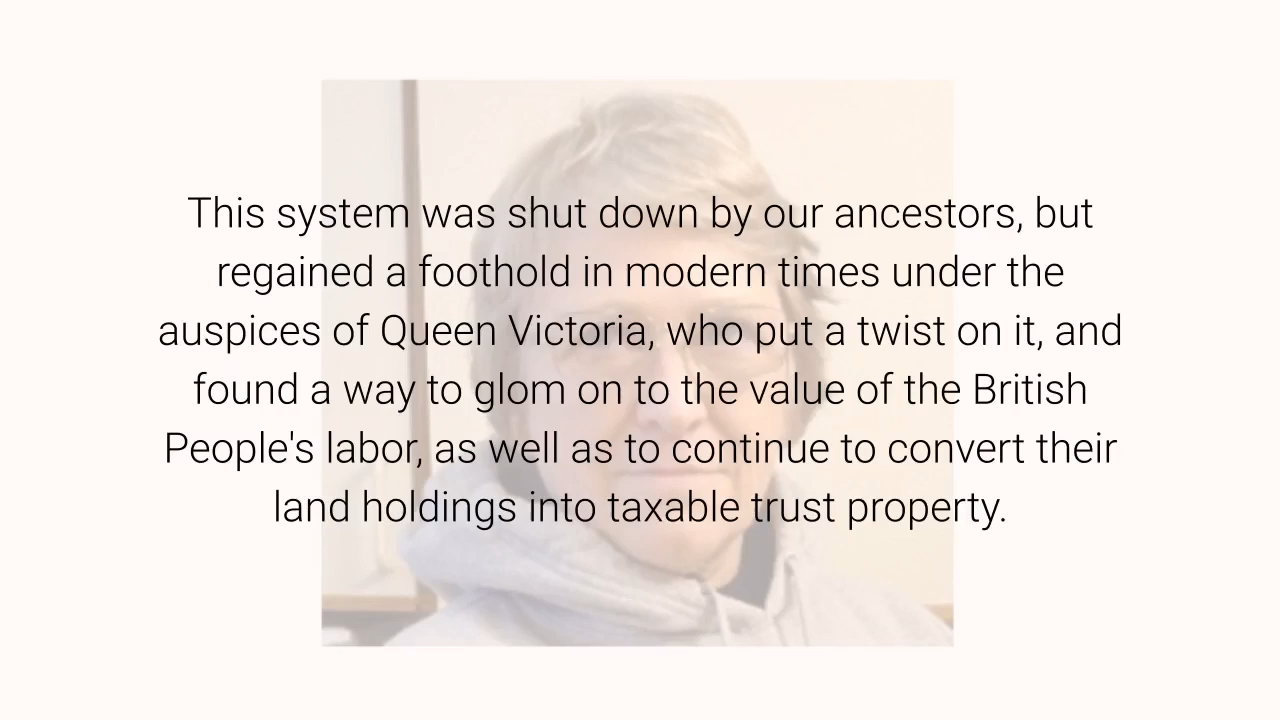 This system was shut down by our ancestors, but
regained a foothold in modern times under the
auspices of Queen Victoria, who put a twist on it, and
found a way to glom on to the value of the British
People's labor, as well as to continue to convert their
land holdings into taxable trust property.